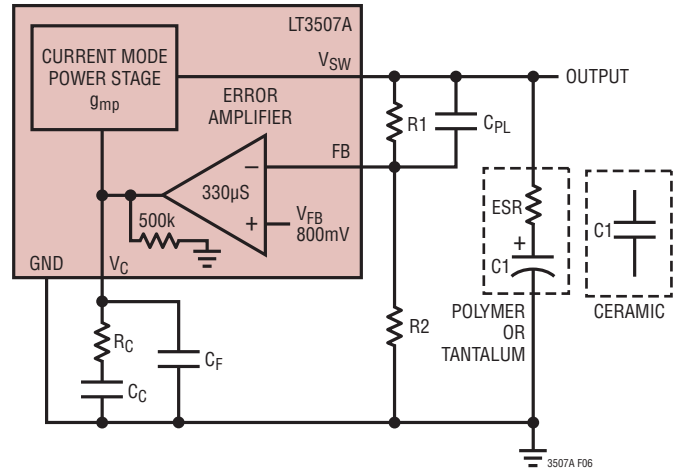 LT3507A
CURRENT MODE
POWER STAGE
gmp
VSW
OUTPUT
ERROR
AMPLIFIER
R1
CPL
FB
–
330µS
+
VFB
800mV
500k
ESR
+
C1
C1
GND
VC
POLYMER
OR
TANTALUM
CERAMIC
RC
CF
R2
CC
3507A F06